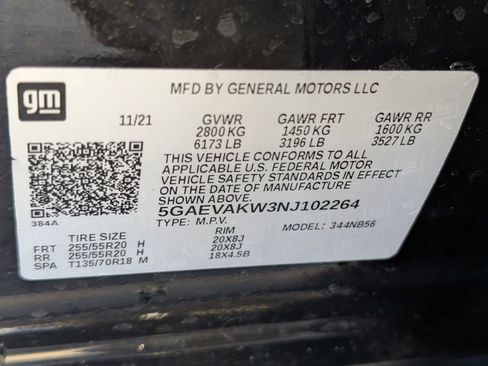 gm
MFD BY GENERAL MOTORS LLC
11/21 GVWR GAWR FRT GAWR RR
2800 KG 1450 KG 1600 KG
6173 LB 3196 LB 3527 LB
THIS VEHICLE CONFORMS TO ALL
APPLICABLE U.S. FEDERAL MOTOR
VEHICLE SAFETY STANDARDS IN EFFECT
ON THE DATE OF MANUFACTURE
384A
5GAEVAKW3NJ102264
TYPE: M.P.V. MODEL: 344NB56
TIRE SIZE RIM
FRT 255/55R20 H 20X8J
RR 255/55R20 H 20X8J
SPA T135/70R18 M 18X4.5B